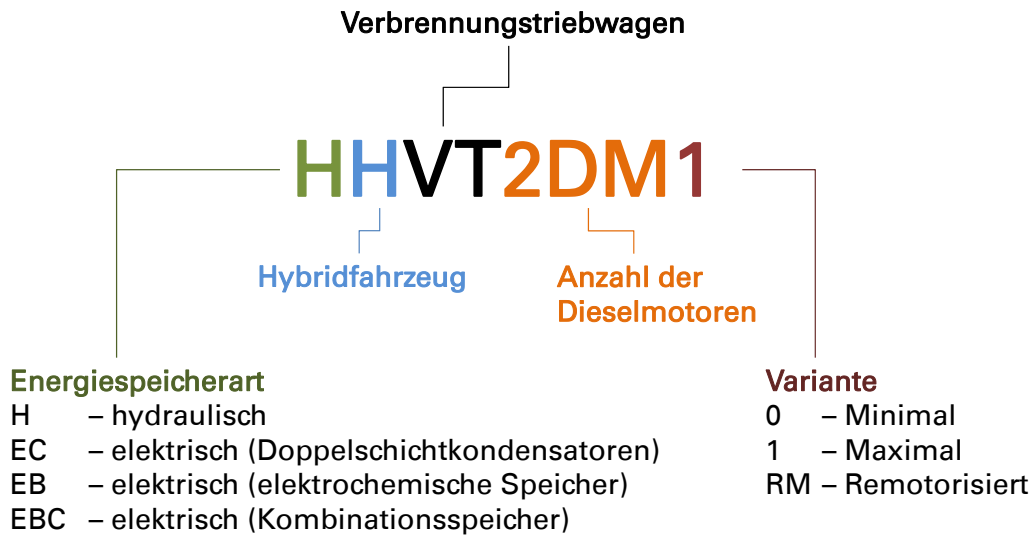 Verbrennungstriebwagen
HHVT2DM1
Hybridfahrzeug
Anzahl der
Dieselmotoren
Energiespeicherart
H – hydraulisch
EC – elektrisch (Doppelschichtkondensatoren)
EB – elektrisch (elektrochemische Speicher)
EBC – elektrisch (Kombinationsspeicher)
Variante
0 – Minimal
1 – Maximal
RM – Remotorisiert